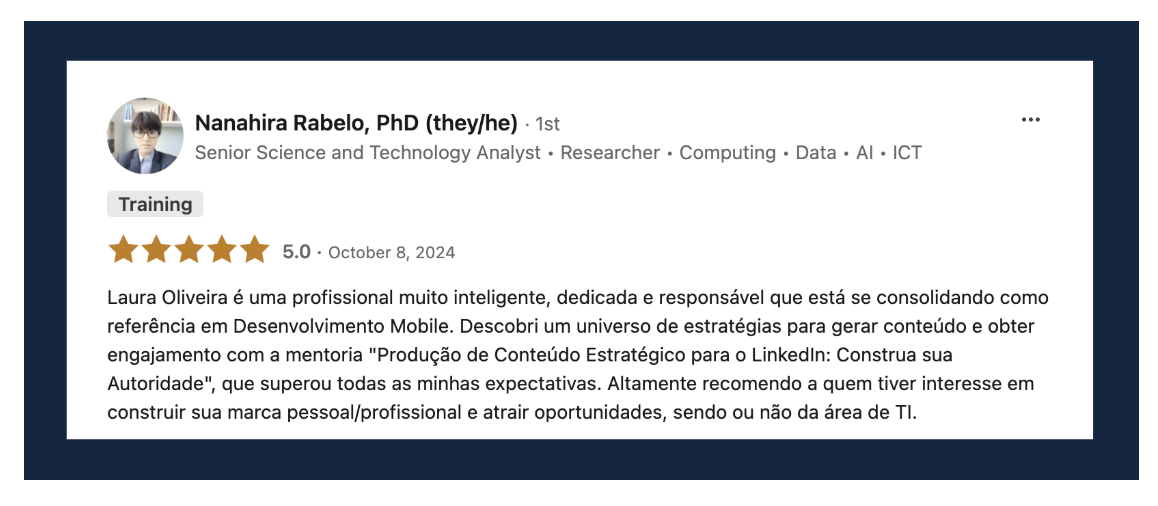 Nanahira Rabelo, PhD (they/he) · 1st
Senior Science and Technology Analyst • Researcher • Computing • Data • AI • ICT
Training
5.0 · October 8, 2024
Laura Oliveira é uma profissional muito inteligente, dedicada e responsável que está se consolidando como
referência em Desenvolvimento Mobile. Descobri um universo de estratégias para gerar conteúdo e obter
engajamento com a mentoria "Produção de Conteúdo Estratégico para o LinkedIn: Construa sua
Autoridade", que superou todas as minhas expectativas. Altamente recomendo a quem tiver interesse em
construir sua marca pessoal/profissional e atrair oportunidades, sendo ou não da área de TI.